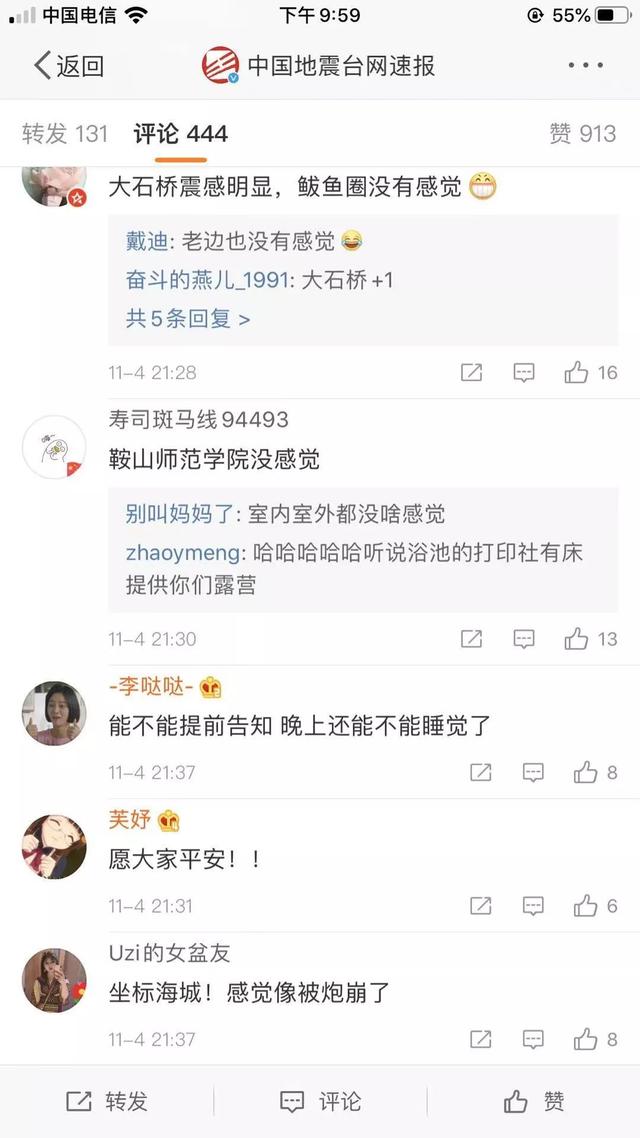 中国电信
下午 9:59
55%
返回
中国地震台网速报
转发 131
评论 444
赞 913
大石桥震感明显，鲅鱼圈没有感觉
戴迪: 老边也没有感觉
奋斗的燕儿_1991: 大石桥+1
共5条回复 >
11-4 21:28
16
寿司斑马线94493
鞍山师范学院没感觉
别叫妈妈了: 室内室外都没啥感觉
zhaoymeng: 哈哈哈哈哈听说浴池的打印社有床
提供你们露营
11-4 21:30
13
-李哒哒-
能不能提前告知 晚上还能不能睡觉了
11-4 21:37
8
芙妤
愿大家平安！！
11-4 21:31
6
Uzi的女盆友
坐标海城！感觉像被炮崩了
11-4 21:37
8
转发
评论
赞